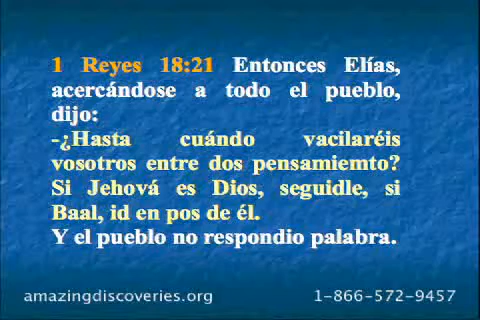 1 Reyes 18:21 Entonces Elías,
acercándose a todo el pueblo,
dijo:
-¿Hasta cuándo vacilaréis
vosotros entre dos pensamiemto?
Si Jehová es Dios, seguidle, si
Baal, id en pos de él.
Y el pueblo no respondio palabra.
amazingdiscoveries.org 1-866-572-9457